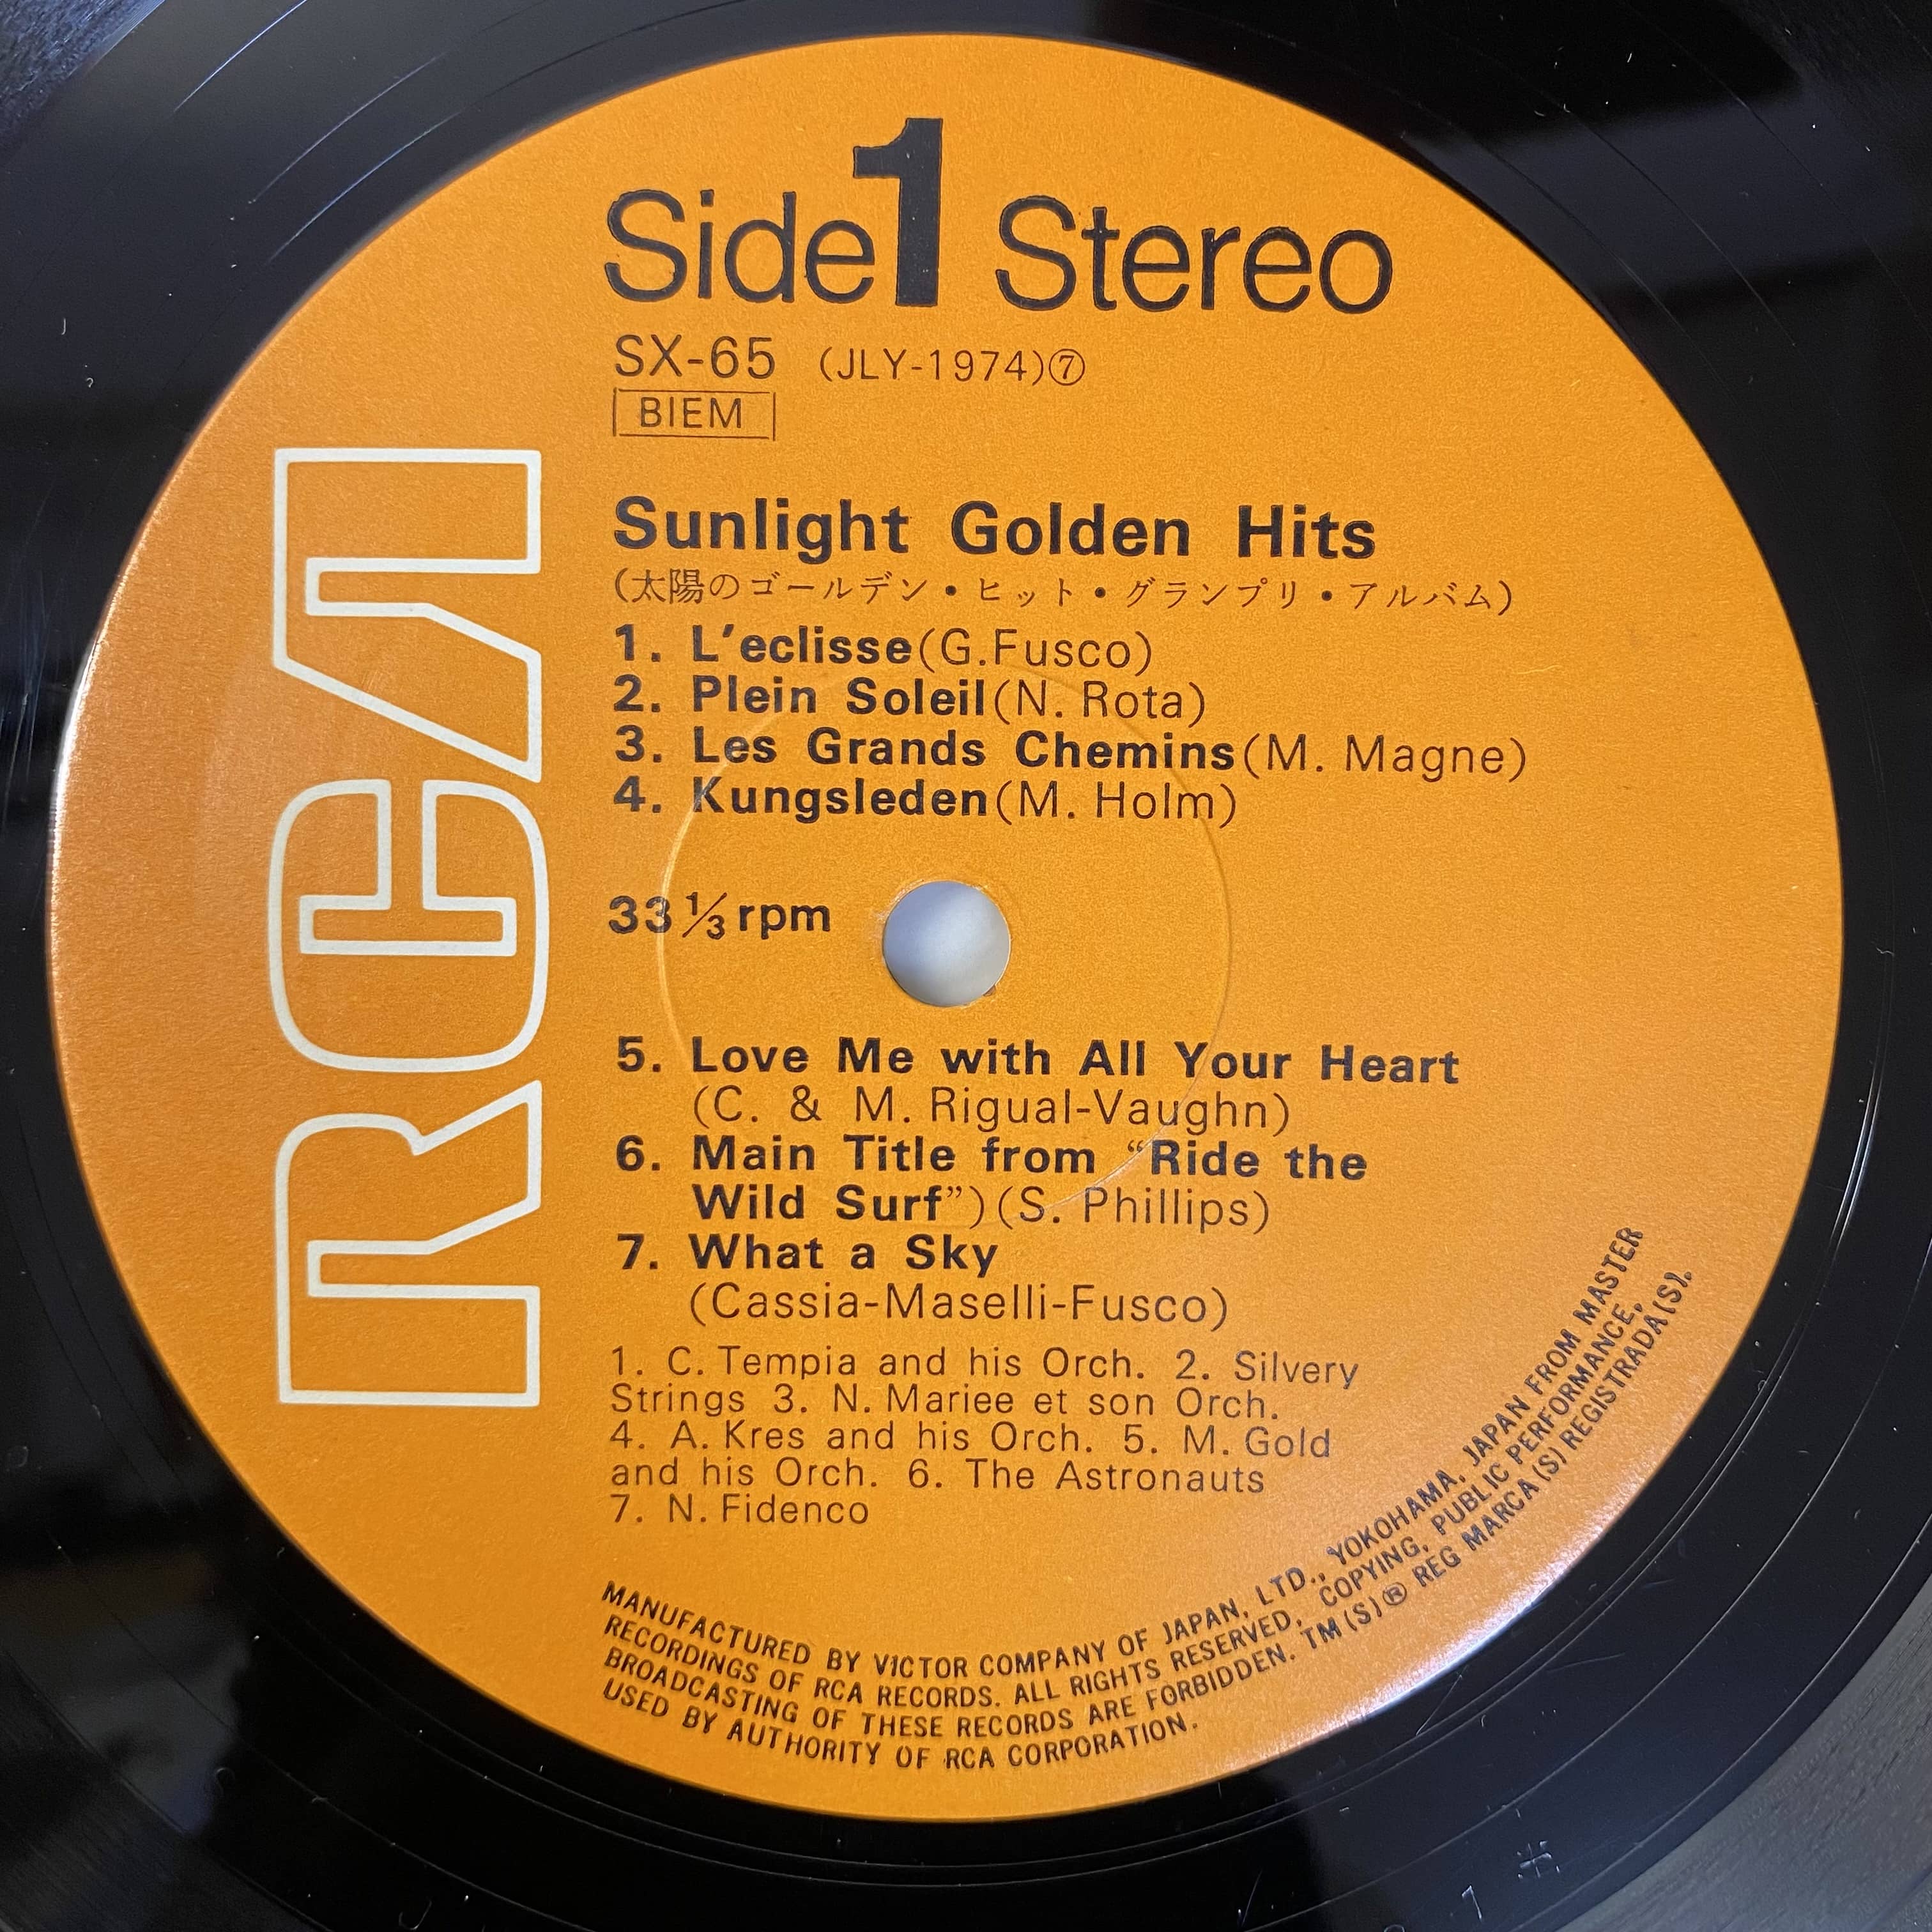 Side 1 Stereo
SX-65 (JLY-1974)⑦
BIEM
RCA
Sunlight Golden Hits
(太陽のゴールデン・ヒット・グランプリ・アルバム)
1. L'eclisse(G.Fusco)
2. Plein Soleil(N. Rota)
3. Les Grands Chemins(M. Magne)
4. Kungsleden(M. Holm)
33 1/3 rpm
5. Love Me with All Your Heart
(C. & M. Rigual-Vaughn)
6. Main Title from “Ride the
Wild Surf”)(S. Phillips)
7. What a Sky
(Cassia-Maselli-Fusco)
1. C. Tempia and his Orch. 2. Silvery
Strings 3. N. Mariee et son Orch.
4. A. Kres and his Orch. 5. M. Gold
and his Orch. 6. The Astronauts
7. N. Fidenco
MANUFACTURED BY VICTOR COMPANY OF JAPAN, LTD., YOKOHAMA, JAPAN FROM MASTER
RECORDINGS OF RCA RECORDS. ALL RIGHTS RESERVED, COPYING, PUBLIC PERFORMANCE,
BROADCASTING OF THESE RECORDS ARE FORBIDDEN. TM(S)® REG MARCA(S) REGISTRADA(S).
USED BY AUTHORITY OF RCA CORPORATION.